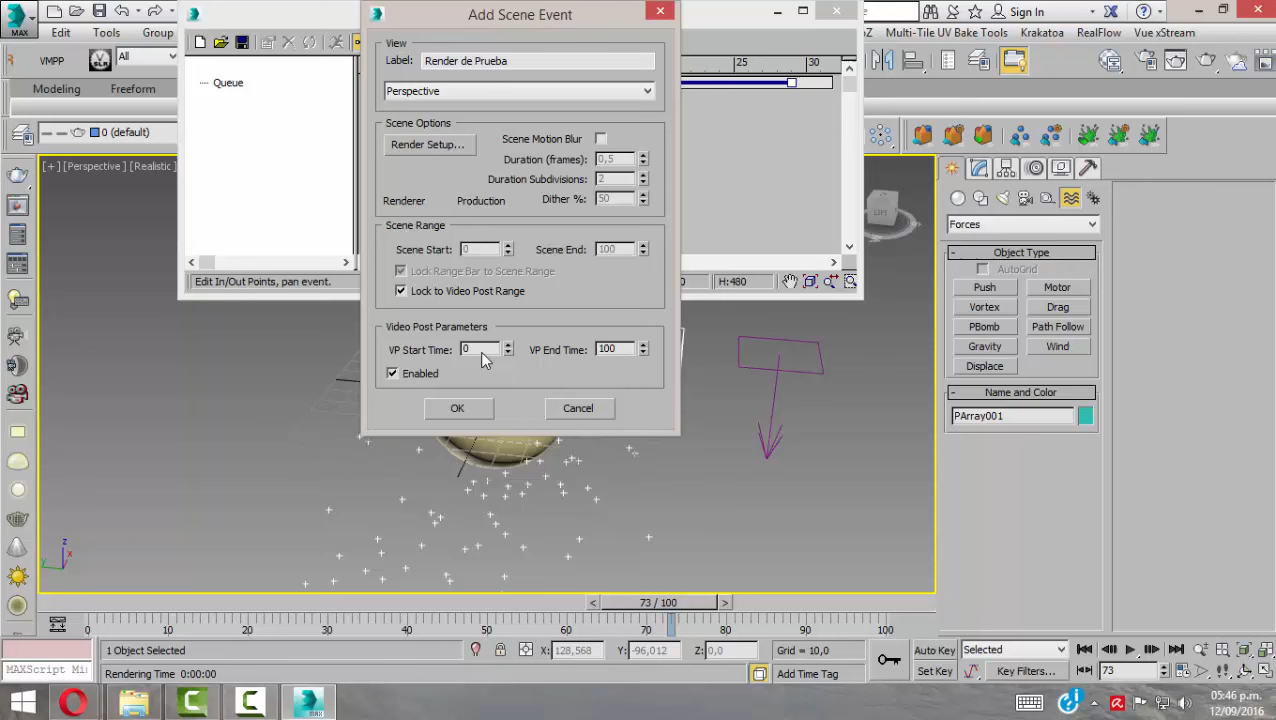 MAX
Sign In
Add Scene Event
Edit
Tools
Group
Multi-Tile UV Bake Tools
Krakatoa
RealFlow
Vue xStream
VMPP
All
View
Label: Render de Prueba
Perspective
25
30
Queue
Modeling
Freeform
0 (default)
Scene Options
Render Setup...
Scene Motion Blur
Duration (frames): 0,5
Duration Subdivisions: 2
Renderer
Production
Dither %: 50
[+] [Perspective] [Realistic]
Scene Range
Scene Start: 0
Scene End: 100
Lock Range Bar to Scene Range
Lock to Video Post Range
Edit In/Out Points, pan event.
H:480
Video Post Parameters
VP Start Time: 0
VP End Time: 100
Enabled
OK
Cancel
Forces
Object Type
AutoGrid
Push
Motor
Vortex
Drag
PBomb
Path Follow
Gravity
Wind
Displace
Name and Color
PArray001
z
x
y
< 73 / 100 >
0 10 20 30 40 50 60 70 80 90 100
1 Object Selected
X: 128,568
Y: -96,012
Z: 0,0
Grid = 10,0
Auto Key
Selected
MAXScript Mi
Rendering Time 0:00:00
Add Time Tag
Set Key
Key Filters...
73
MAX
05:46 p.m.
12/09/2016